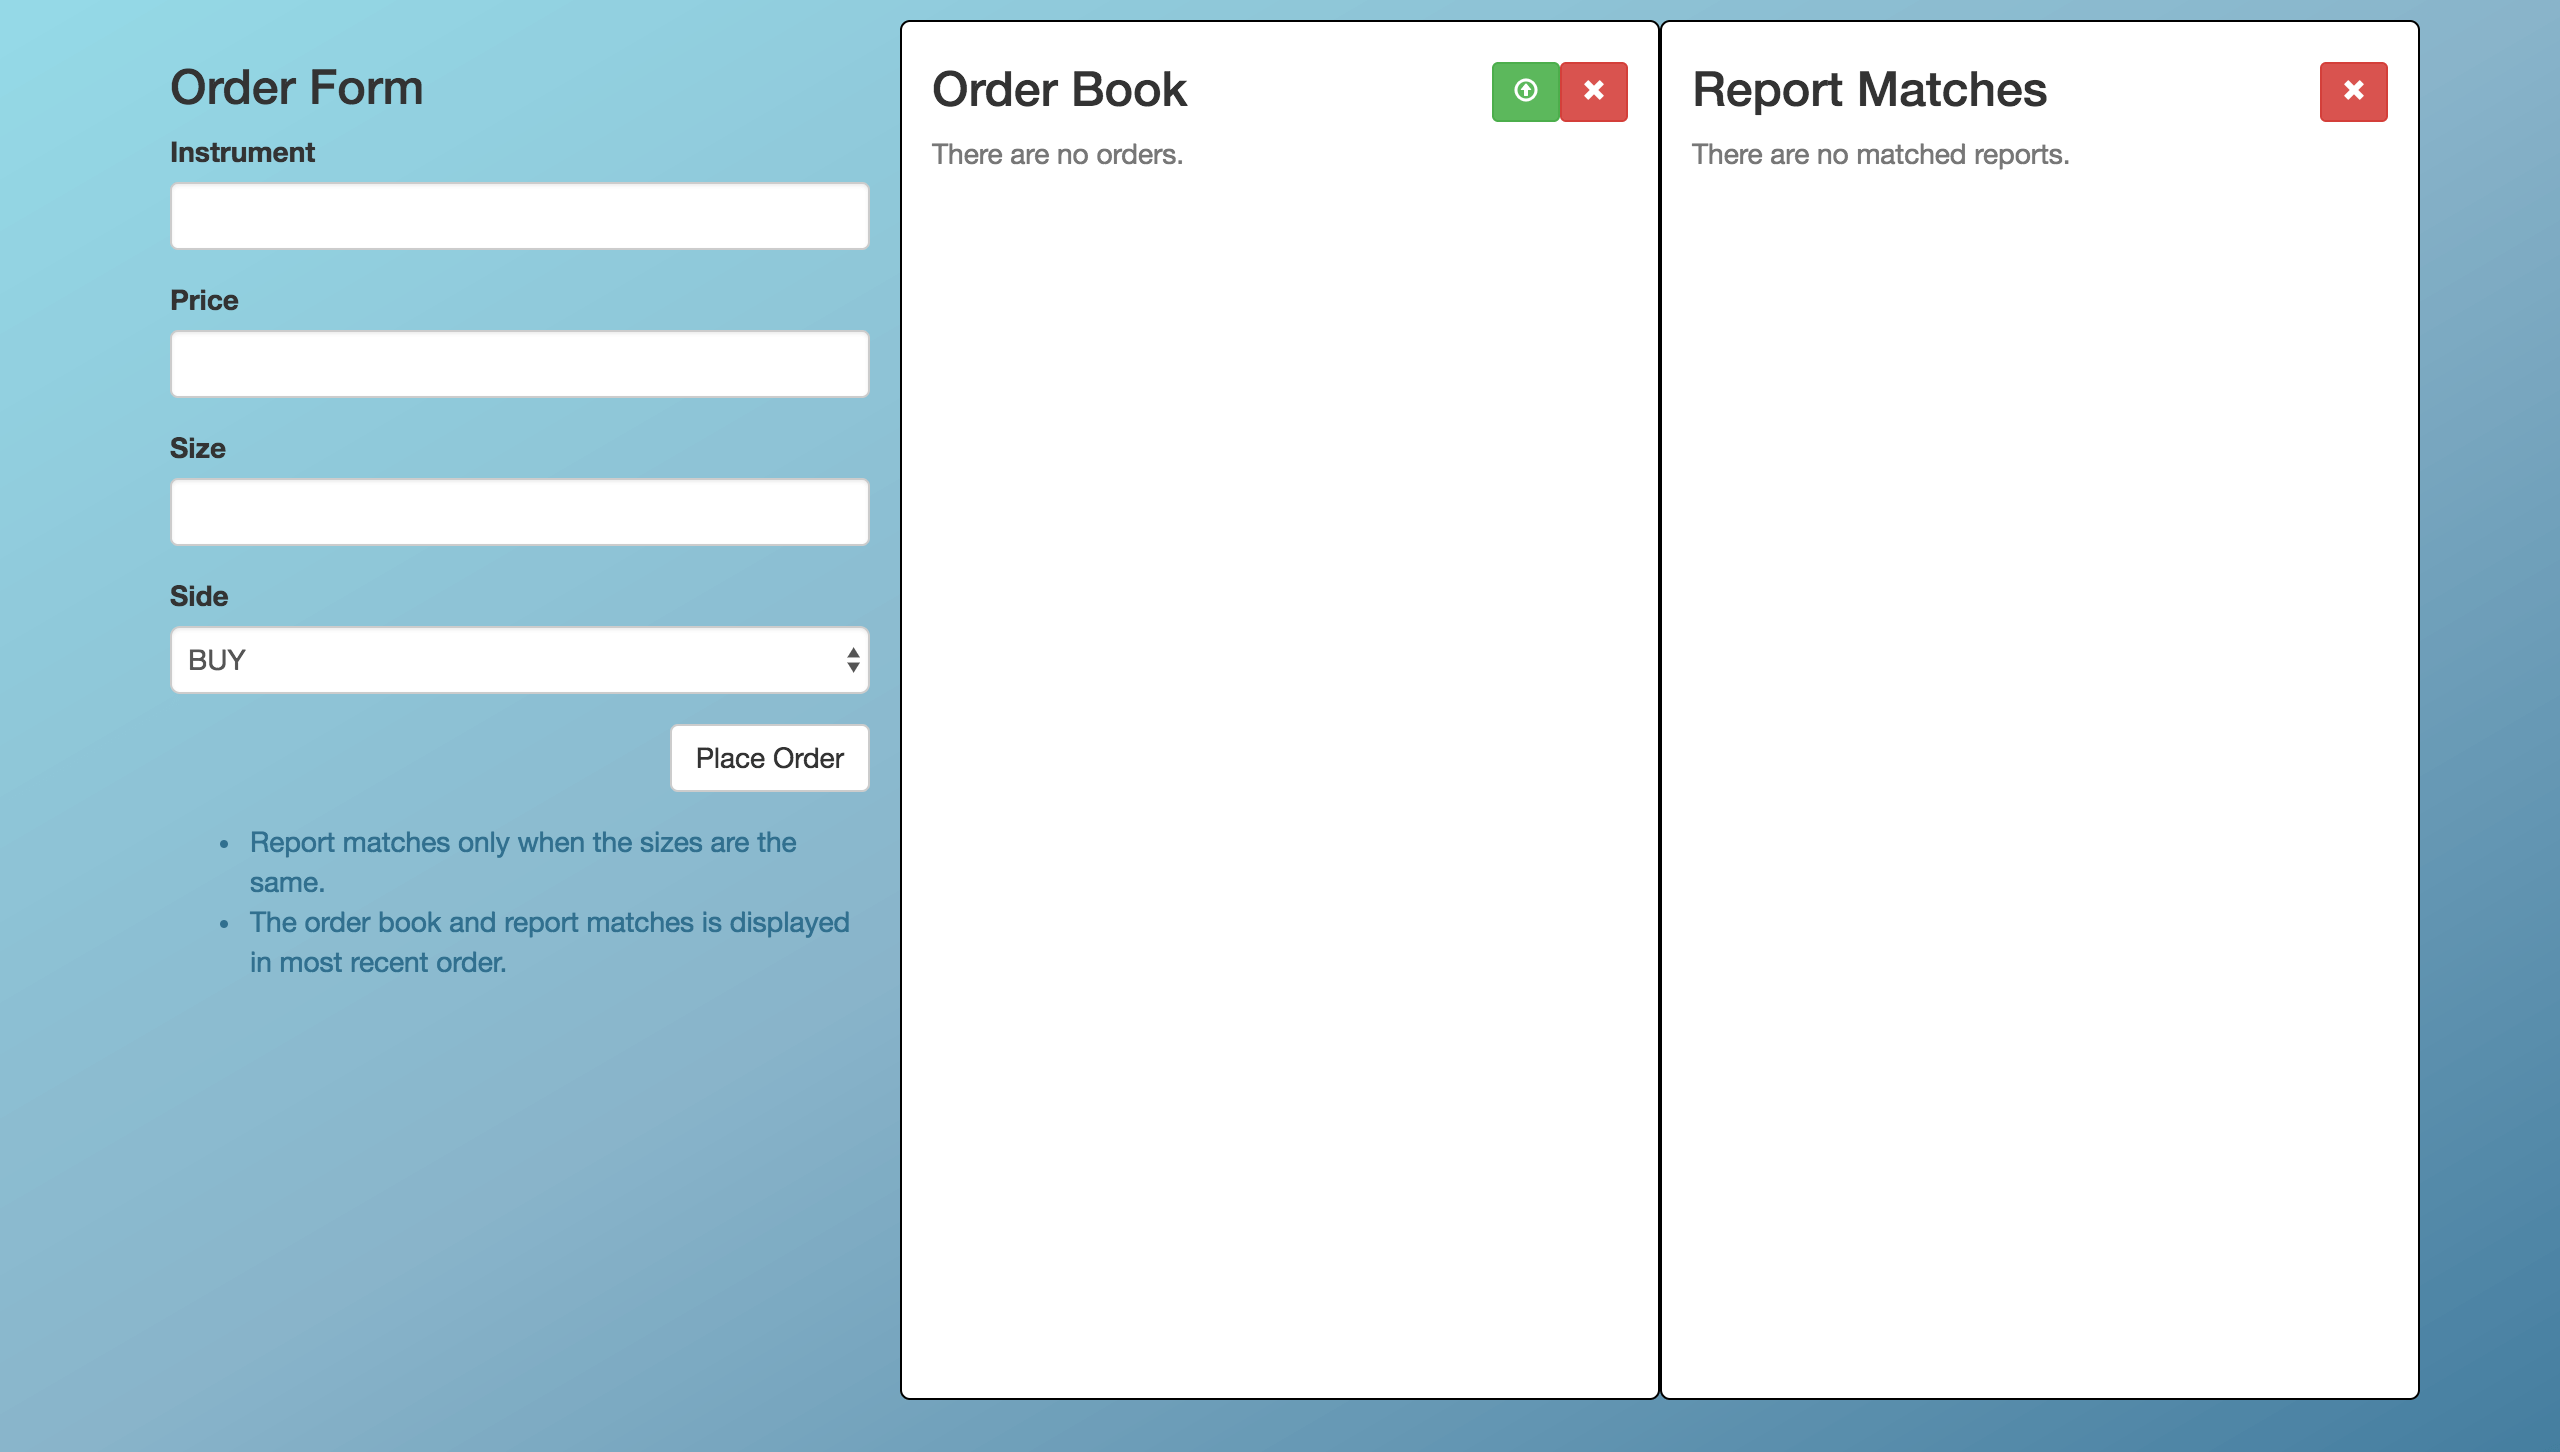 Order Form
Instrument
Price
Size
Side
BUY
Place Order
Report matches only when the sizes are the
same.
The order book and report matches is displayed
in most recent order.
Order Book
There are no orders.
Report Matches
There are no matched reports.